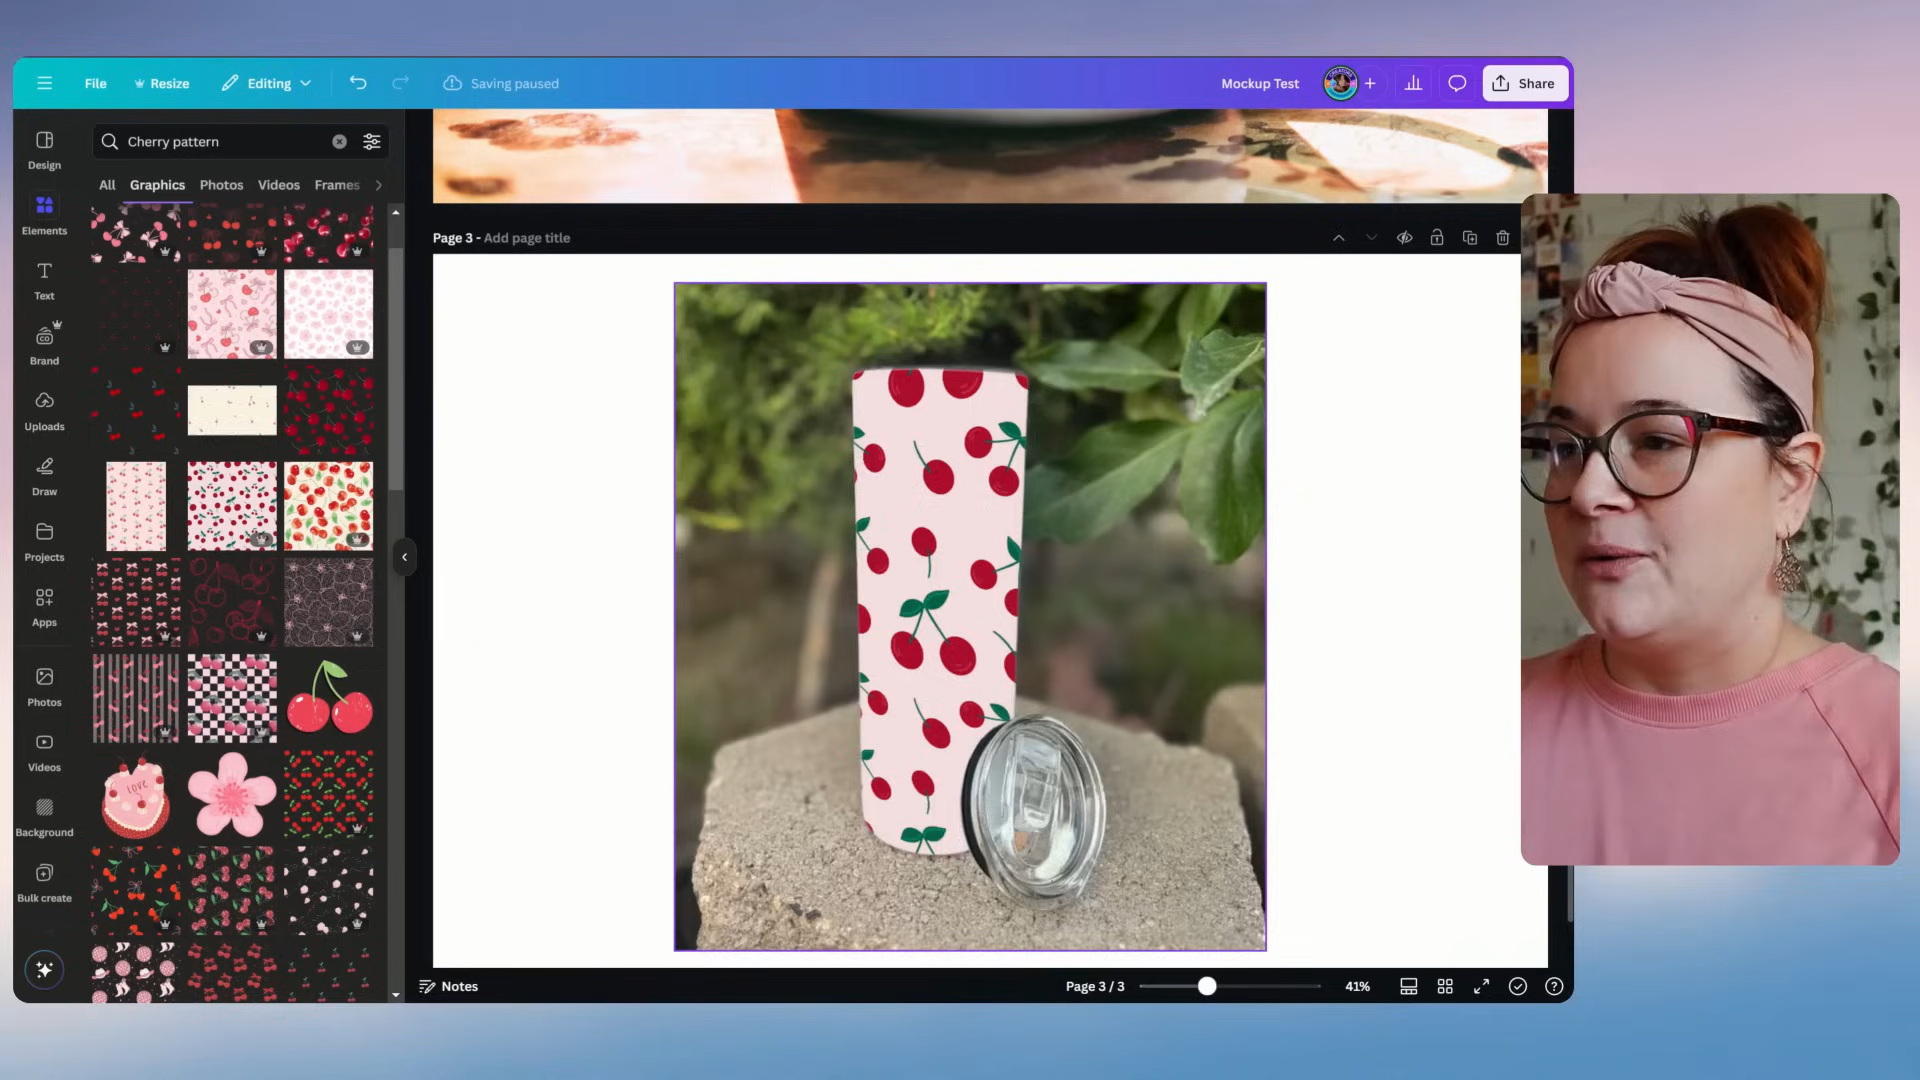 File
Resize
Editing
Saving paused
Mockup Test
Share
Design
Elements
Text
Brand
Uploads
Draw
Projects
Apps
Photos
Videos
Background
Bulk create
Cherry pattern
All
Graphics
Photos
Videos
Frames
LOVE
Page 3 - Add page title
Notes
Page 3 / 3
41%